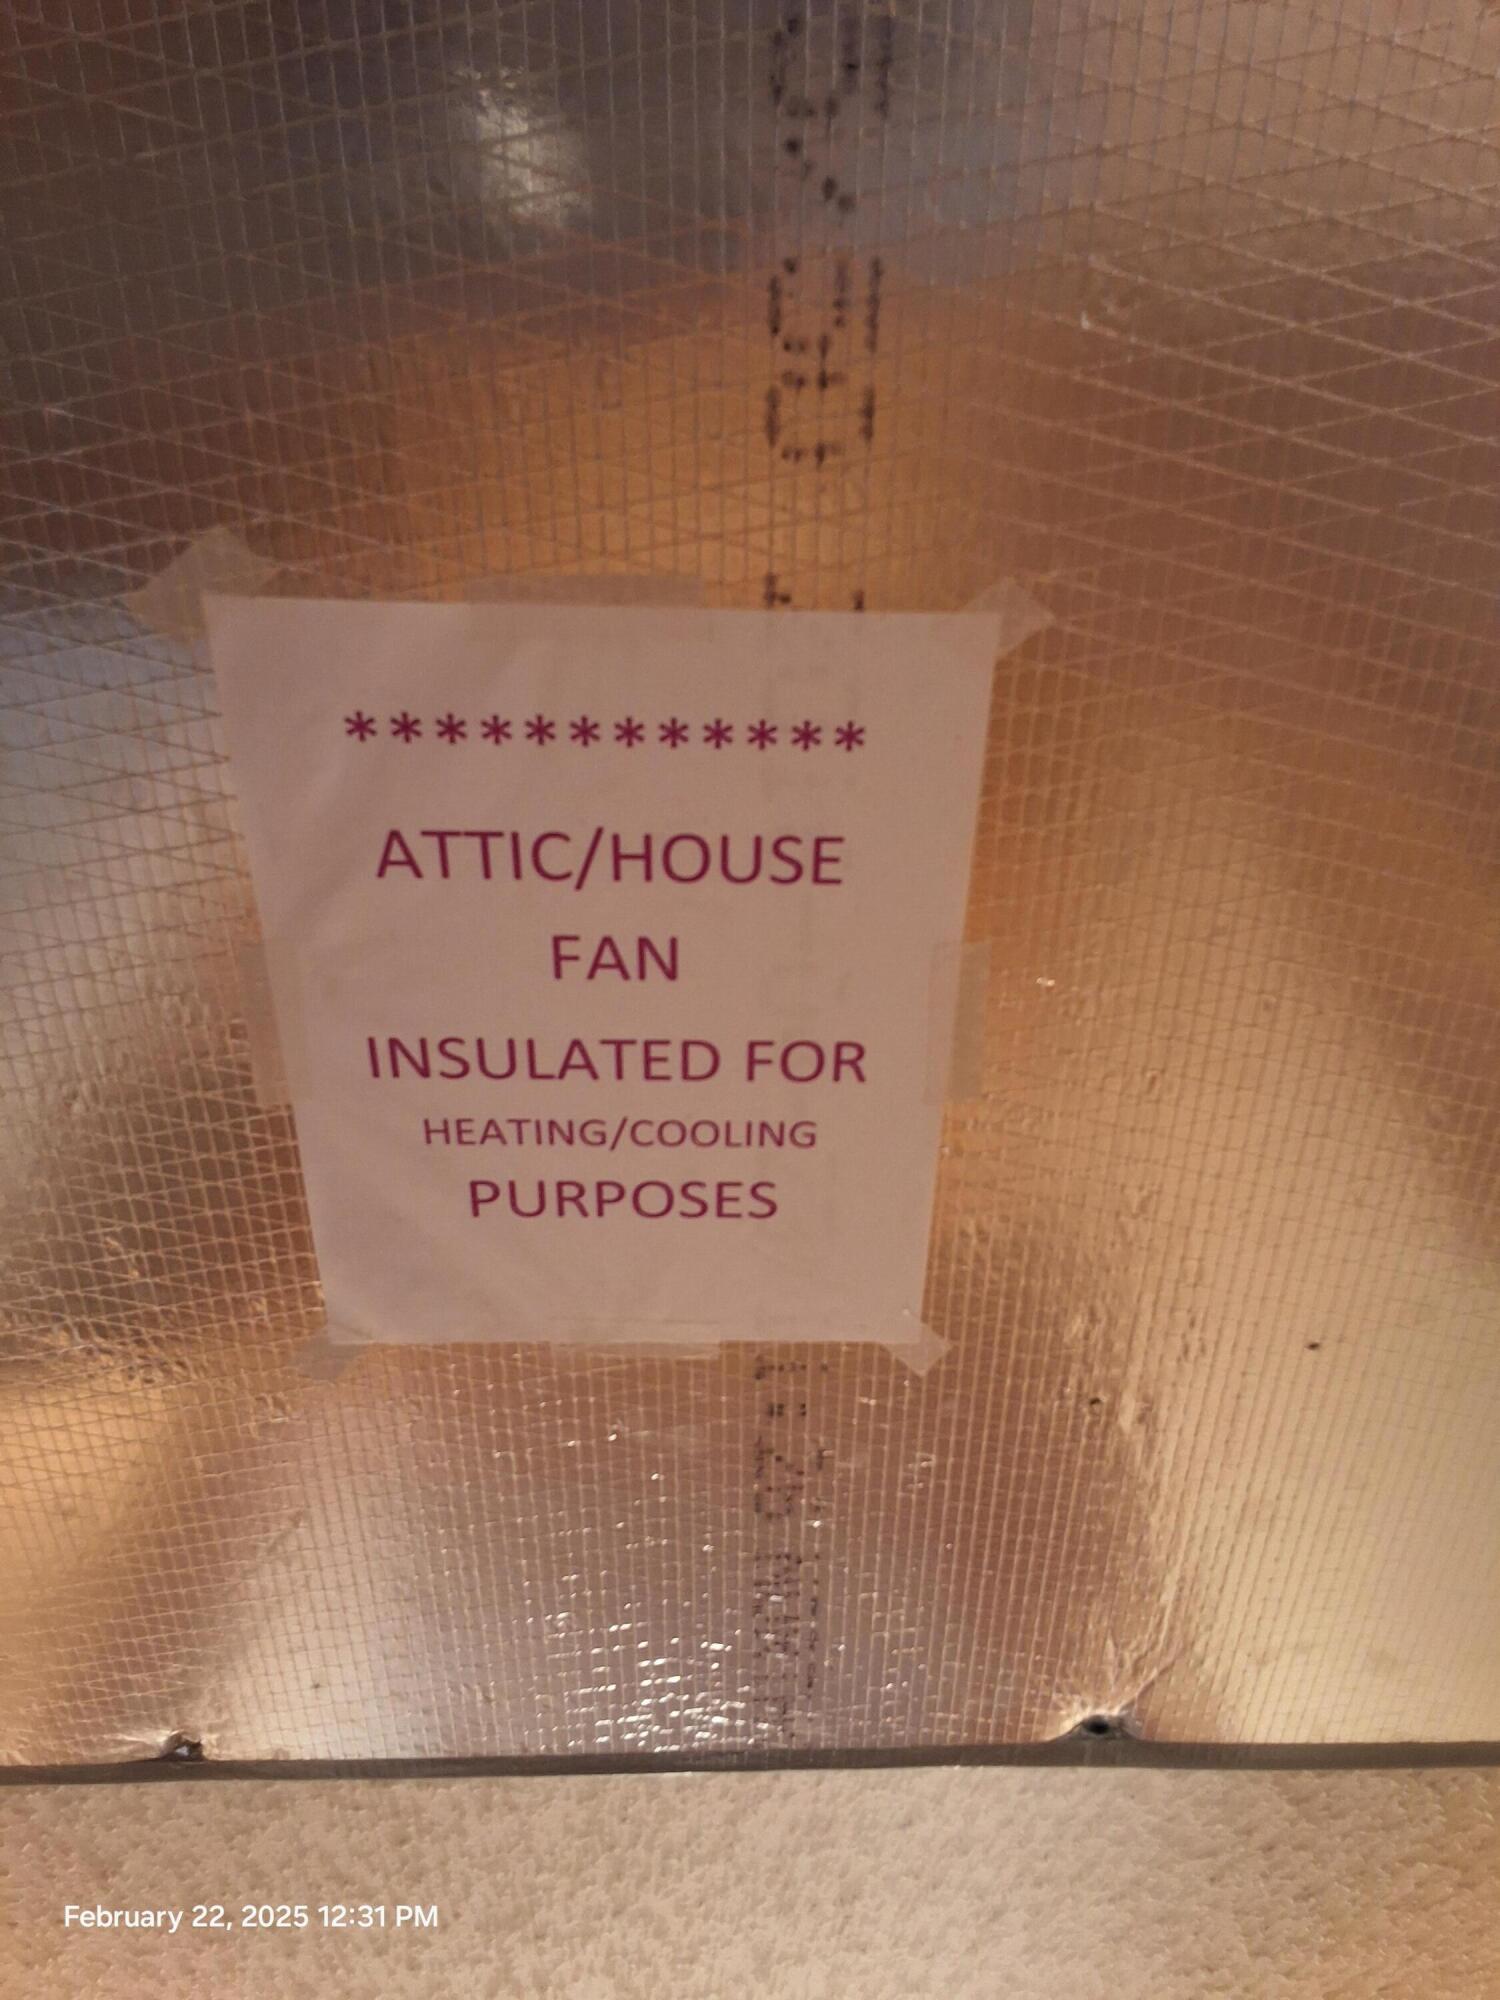 ************
ATTIC/HOUSE
FAN
INSULATED FOR
HEATING/COOLING
PURPOSES
February 22, 2025 12:31 PM